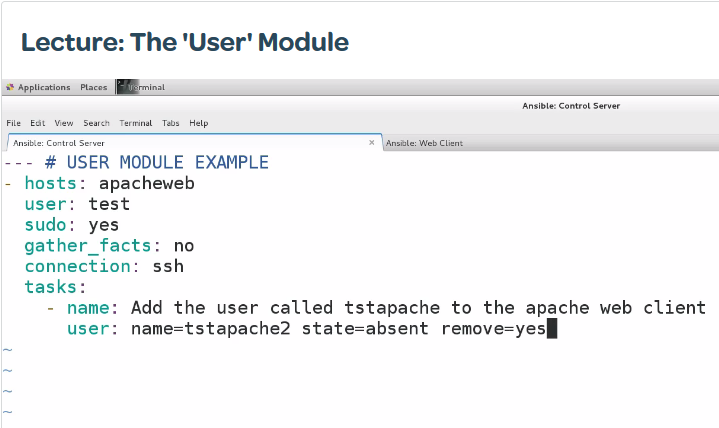 Lecture: The 'User' Module
Applications Places Terminal
Ansible: Control Server
File Edit View Search Terminal Tabs Help
Ansible: Control Server × Ansible: Web Client
--- # USER MODULE EXAMPLE
- hosts: apacheweb
user: test
sudo: yes
gather_facts: no
connection: ssh
tasks:
- name: Add the user called tstapache to the apache web client
user: name=tstapache2 state=absent remove=yes
~
~
~
~